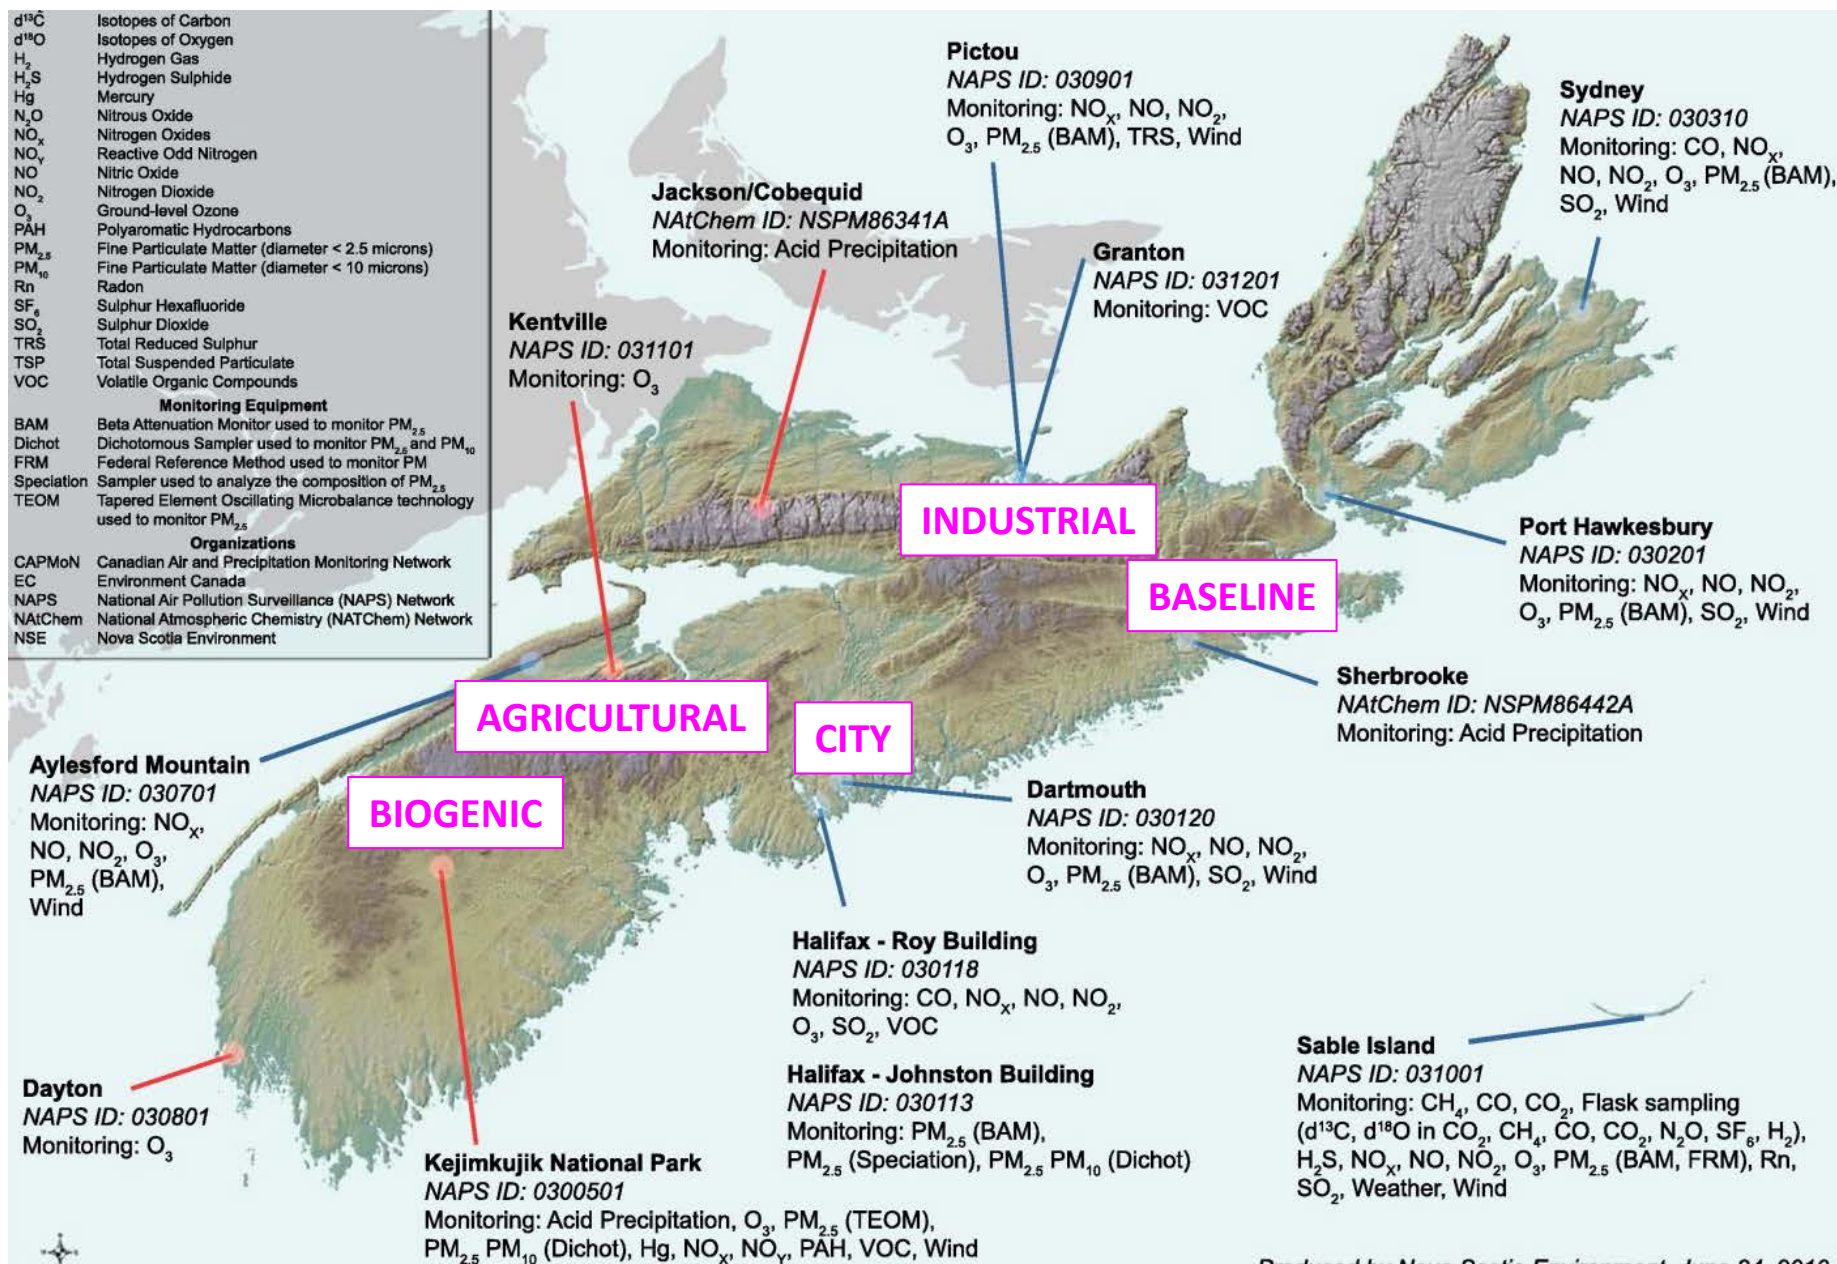 d¹³C Isotopes of Carbon
d¹⁸O Isotopes of Oxygen
H₂ Hydrogen Gas
H₂S Hydrogen Sulphide
Hg Mercury
N₂O Nitrous Oxide
NOₓ Nitrogen Oxides
NOᵧ Reactive Odd Nitrogen
NO Nitric Oxide
NO₂ Nitrogen Dioxide
O₃ Ground-level Ozone
PAH Polyaromatic Hydrocarbons
PM₂.₅ Fine Particulate Matter (diameter < 2.5 microns)
PM₁₀ Fine Particulate Matter (diameter < 10 microns)
Rn Radon
SF₆ Sulphur Hexafluoride
SO₂ Sulphur Dioxide
TRS Total Reduced Sulphur
TSP Total Suspended Particulate
VOC Volatile Organic Compounds
Monitoring Equipment
BAM Beta Attenuation Monitor used to monitor PM₂.₅
Dichot Dichotomous Sampler used to monitor PM₂.₅ and PM₁₀
FRM Federal Reference Method used to monitor PM
Speciation Sampler used to analyze the composition of PM₂.₅
TEOM Tapered Element Oscillating Microbalance technology
used to monitor PM₂.₅
Organizations
CAPMoN Canadian Air and Precipitation Monitoring Network
EC Environment Canada
NAPS National Air Pollution Surveillance (NAPS) Network
NAtChem National Atmospheric Chemistry (NATChem) Network
NSE Nova Scotia Environment
Pictou
NAPS ID: 030901
Monitoring: NOₓ, NO, NO₂,
O₃, PM₂.₅ (BAM), TRS, Wind
Sydney
NAPS ID: 030310
Monitoring: CO, NOₓ,
NO, NO₂, O₃, PM₂.₅ (BAM),
SO₂, Wind
Jackson/Cobequid
NAtChem ID: NSPM86341A
Monitoring: Acid Precipitation
Granton
NAPS ID: 031201
Monitoring: VOC
Kentville
NAPS ID: 031101
Monitoring: O₃
INDUSTRIAL
BASELINE
Port Hawkesbury
NAPS ID: 030201
Monitoring: NOₓ, NO, NO₂,
O₃, PM₂.₅ (BAM), SO₂, Wind
Sherbrooke
NAtChem ID: NSPM86442A
Monitoring: Acid Precipitation
AGRICULTURAL
CITY
BIOGENIC
Aylesford Mountain
NAPS ID: 030701
Monitoring: NOₓ,
NO, NO₂, O₃,
PM₂.₅ (BAM),
Wind
Dartmouth
NAPS ID: 030120
Monitoring: NOₓ, NO, NO₂,
O₃, PM₂.₅ (BAM), SO₂, Wind
Halifax - Roy Building
NAPS ID: 030118
Monitoring: CO, NOₓ, NO, NO₂,
O₃, SO₂, VOC
Halifax - Johnston Building
NAPS ID: 030113
Monitoring: PM₂.₅ (BAM),
PM₂.₅ (Speciation), PM₂.₅ PM₁₀ (Dichot)
Sable Island
NAPS ID: 031001
Monitoring: CH₄, CO, CO₂, Flask sampling
(d¹³C, d¹⁸O in CO₂, CH₄, CO, CO₂, N₂O, SF₆, H₂),
H₂S, NOₓ, NO, NO₂, O₃, PM₂.₅ (BAM, FRM), Rn,
SO₂, Weather, Wind
Dayton
NAPS ID: 030801
Monitoring: O₃
Kejimkujik National Park
NAPS ID: 0300501
Monitoring: Acid Precipitation, O₃, PM₂.₅ (TEOM),
PM₂.₅ PM₁₀ (Dichot), Hg, NOₓ, NOᵧ, PAH, VOC, Wind
Produced by Nova Scotia Environment, June